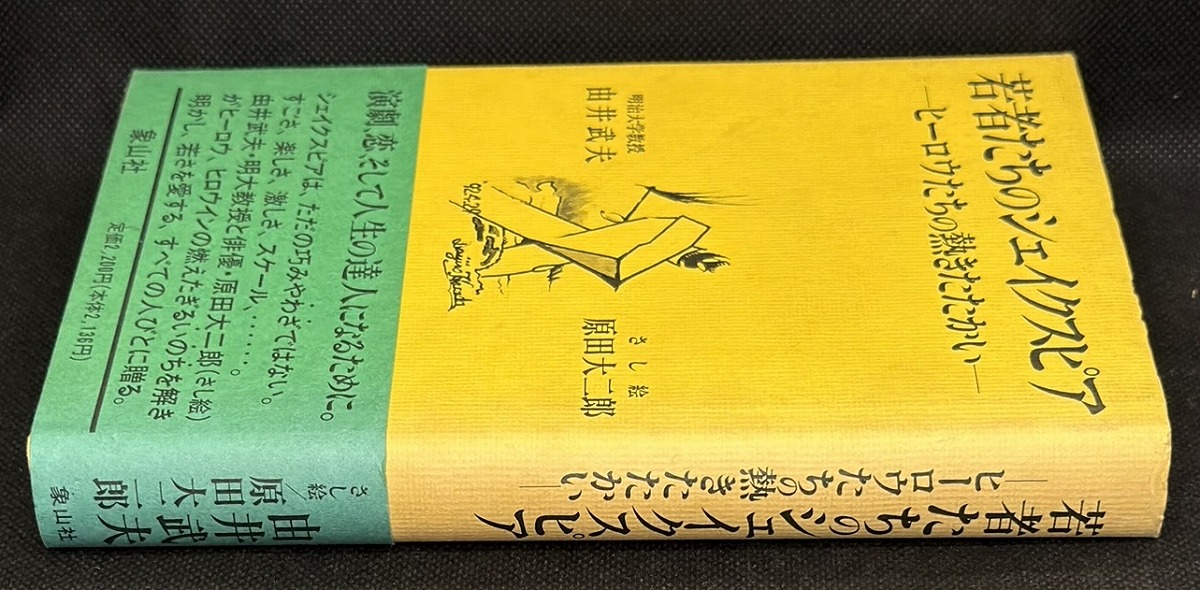 若者たちのシェイクスピア
―ヒーロウたちの熱きたたかい―
明治大学教授
由井武夫
さし絵
原田大二郎
'92.2.20
演劇、恋、そして人生の達人になるために。
シェイクスピアは、ただの巧みやわざではない。
すごさ、楽しさ、激しさ、スケール、……。
由井武夫・明大教授と俳優・原田大二郎(さし絵)
がヒーロウ、ヒロウインの燃えたぎるいのちを解き
明かし、若さを愛する、すべての人びとに贈る。
象山社
定価2,200円(本体2,136円)
若者たちのシェイクスピア
―ヒーロウたちの熱きたたかい―
由井武夫
さし絵/原田大二郎
象山社